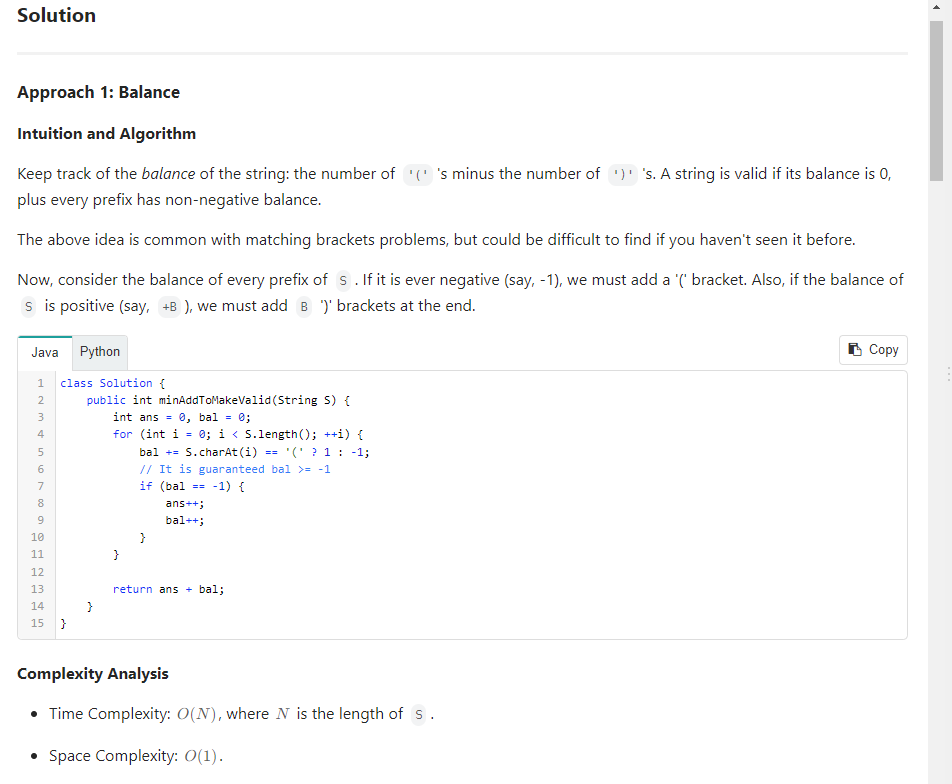 Solution
Approach 1: Balance
Intuition and Algorithm
Keep track of the balance of the string: the number of '(' 's minus the number of ')' 's. A string is valid if its balance is 0,
plus every prefix has non-negative balance.
The above idea is common with matching brackets problems, but could be difficult to find if you haven't seen it before.
Now, consider the balance of every prefix of S . If it is ever negative (say, -1), we must add a '(' bracket. Also, if the balance of
S is positive (say, +B ), we must add B ')' brackets at the end.
Java Python Copy
1 class Solution {
2     public int minAddToMakeValid(String S) {
3         int ans = 0, bal = 0;
4         for (int i = 0; i < S.length(); ++i) {
5             bal += S.charAt(i) == '(' ? 1 : -1;
6             // It is guaranteed bal >= -1
7             if (bal == -1) {
8                 ans++;
9                 bal++;
10             }
11         }
12
13         return ans + bal;
14     }
15 }
Complexity Analysis
• Time Complexity: O(N), where N is the length of S .
• Space Complexity: O(1).